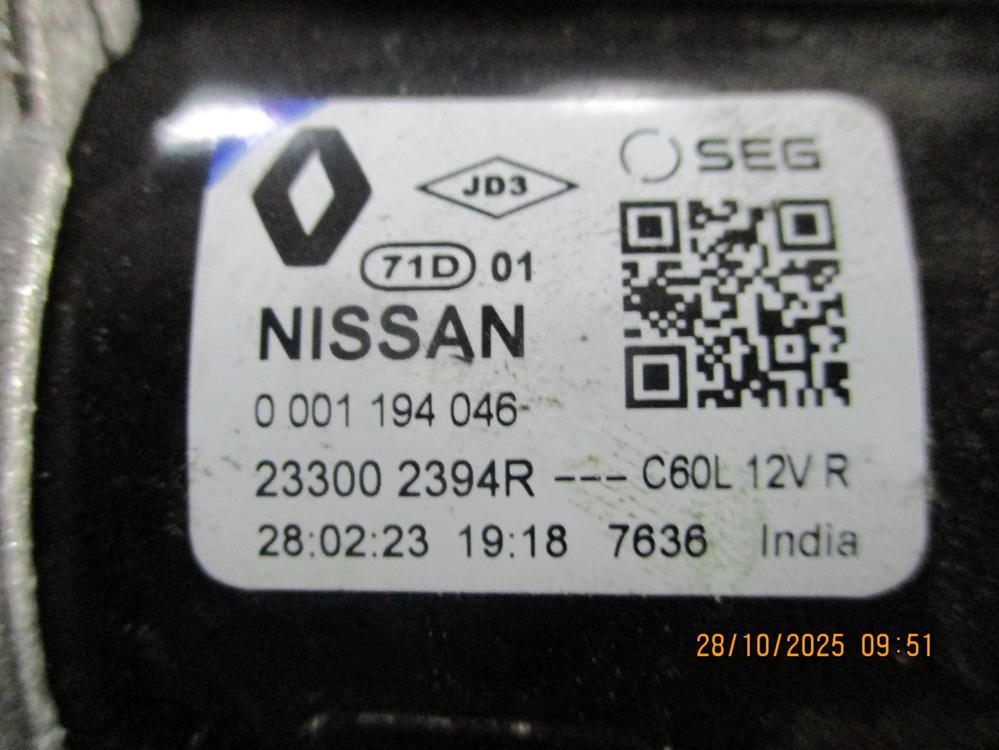 JD3
SEG
71D 01
NISSAN
0 001 194 046
23300 2394R --- C60L 12V R
28:02:23 19:18 7636 India
28/10/2025 09:51